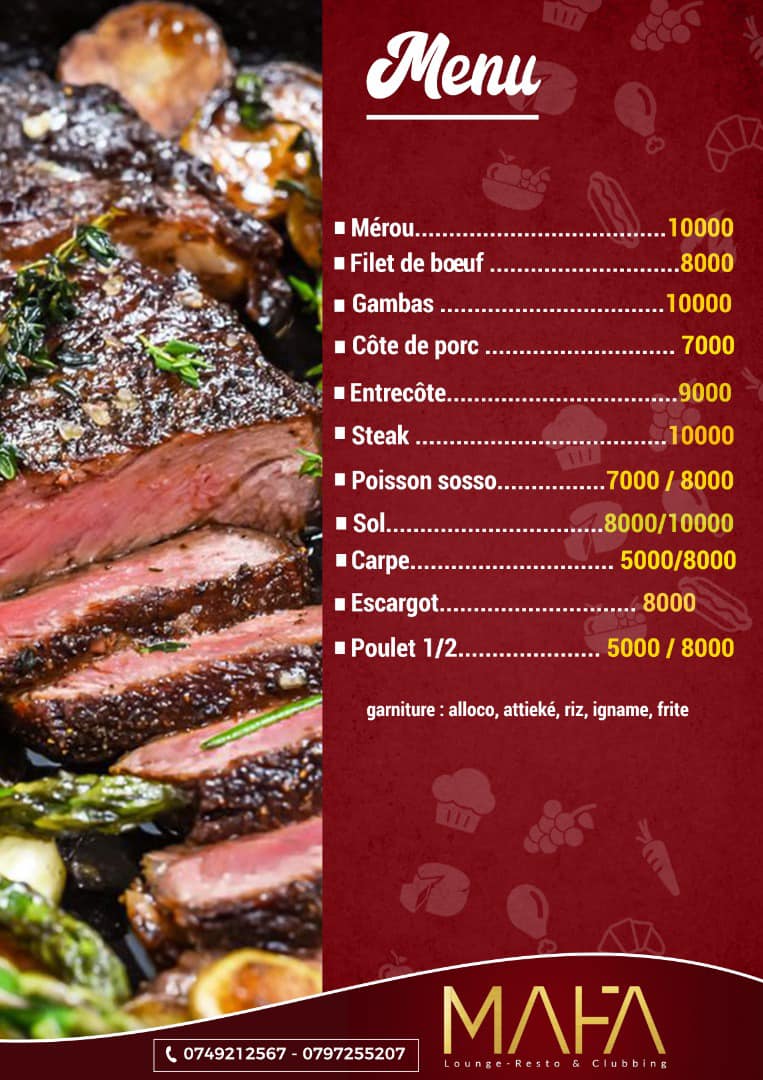 Menu
Mérou.....................................10000
Filet de bœuf ............................8000
Gambas .................................10000
Côte de porc ............................ 7000
Entrecôte..................................9000
Steak .....................................10000
Poisson sosso................7000 / 8000
Sol................................8000/10000
Carpe.............................. 5000/8000
Escargot............................. 8000
Poulet 1/2..................... 5000 / 8000
garniture : alloco, attieké, riz, igname, frite
MAFA
Lounge-Resto & Clubbing
0749212567 - 0797255207